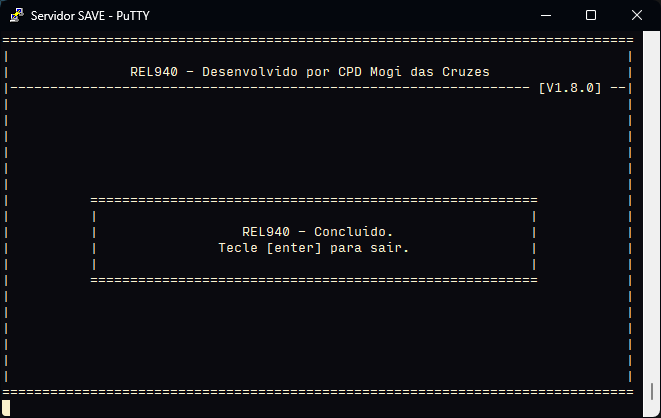 Servidor SAVE - PuTTY
REL940 - Desenvolvido por CPD Mogi das Cruzes
[V1.8.0]
REL940 - Concluido.
Tecle [enter] para sair.